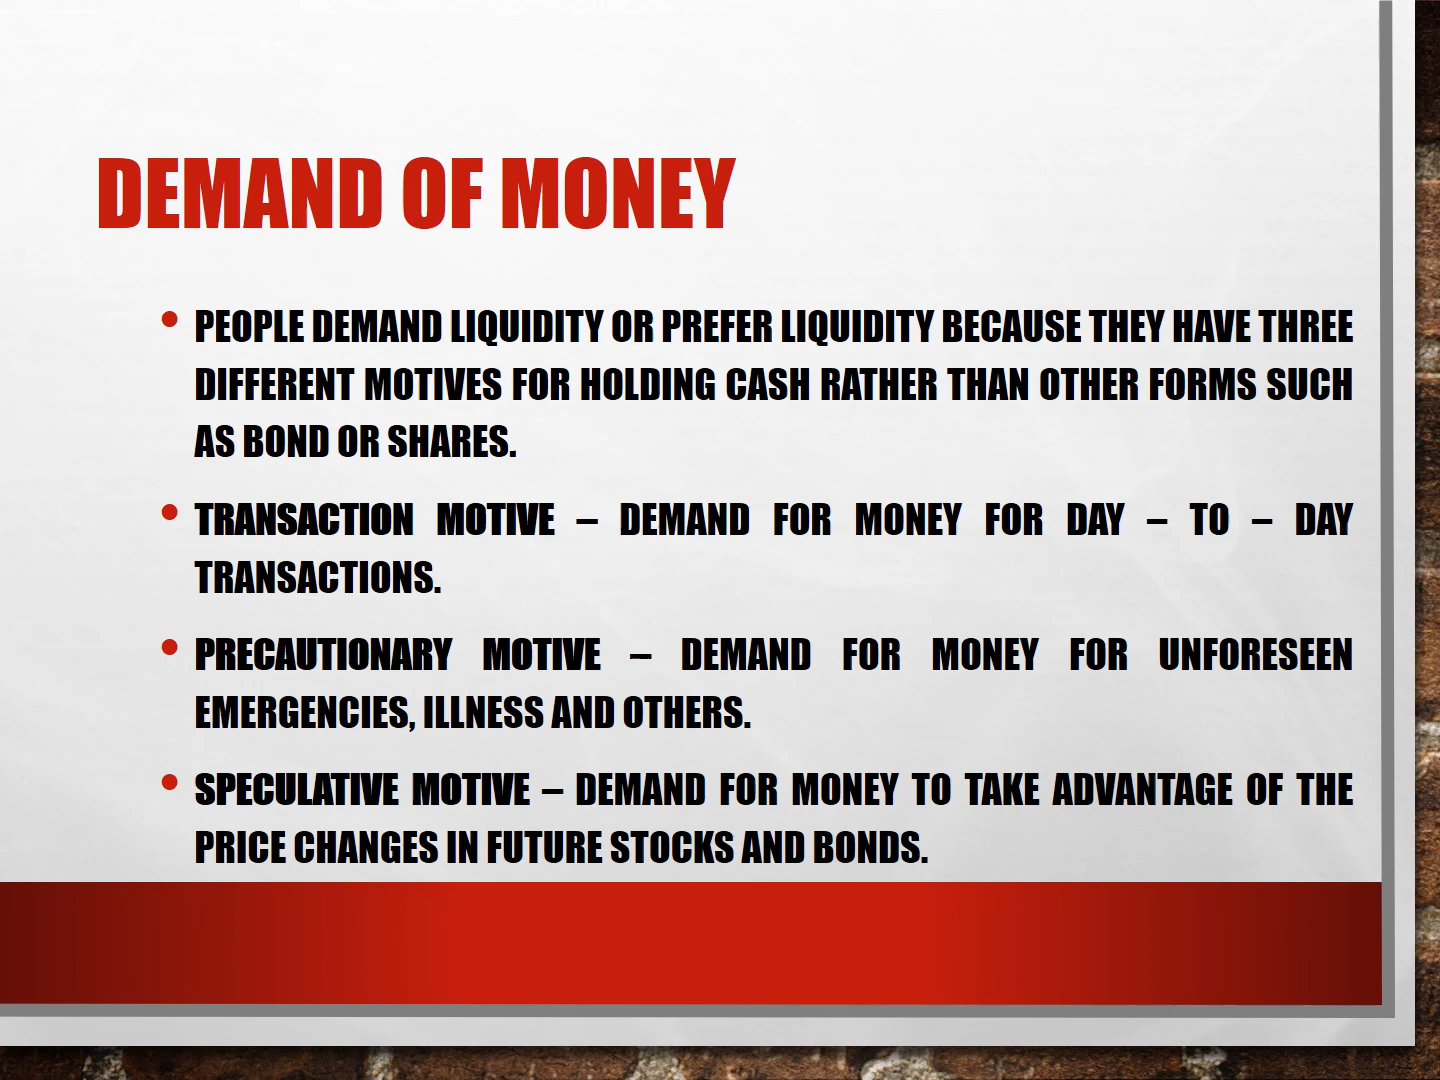 DEMAND OF MONEY
• PEOPLE DEMAND LIQUIDITY OR PREFER LIQUIDITY BECAUSE THEY HAVE THREE
DIFFERENT MOTIVES FOR HOLDING CASH RATHER THAN OTHER FORMS SUCH
AS BOND OR SHARES.
• TRANSACTION MOTIVE – DEMAND FOR MONEY FOR DAY – TO – DAY
TRANSACTIONS.
• PRECAUTIONARY MOTIVE – DEMAND FOR MONEY FOR UNFORESEEN
EMERGENCIES, ILLNESS AND OTHERS.
• SPECULATIVE MOTIVE – DEMAND FOR MONEY TO TAKE ADVANTAGE OF THE
PRICE CHANGES IN FUTURE STOCKS AND BONDS.